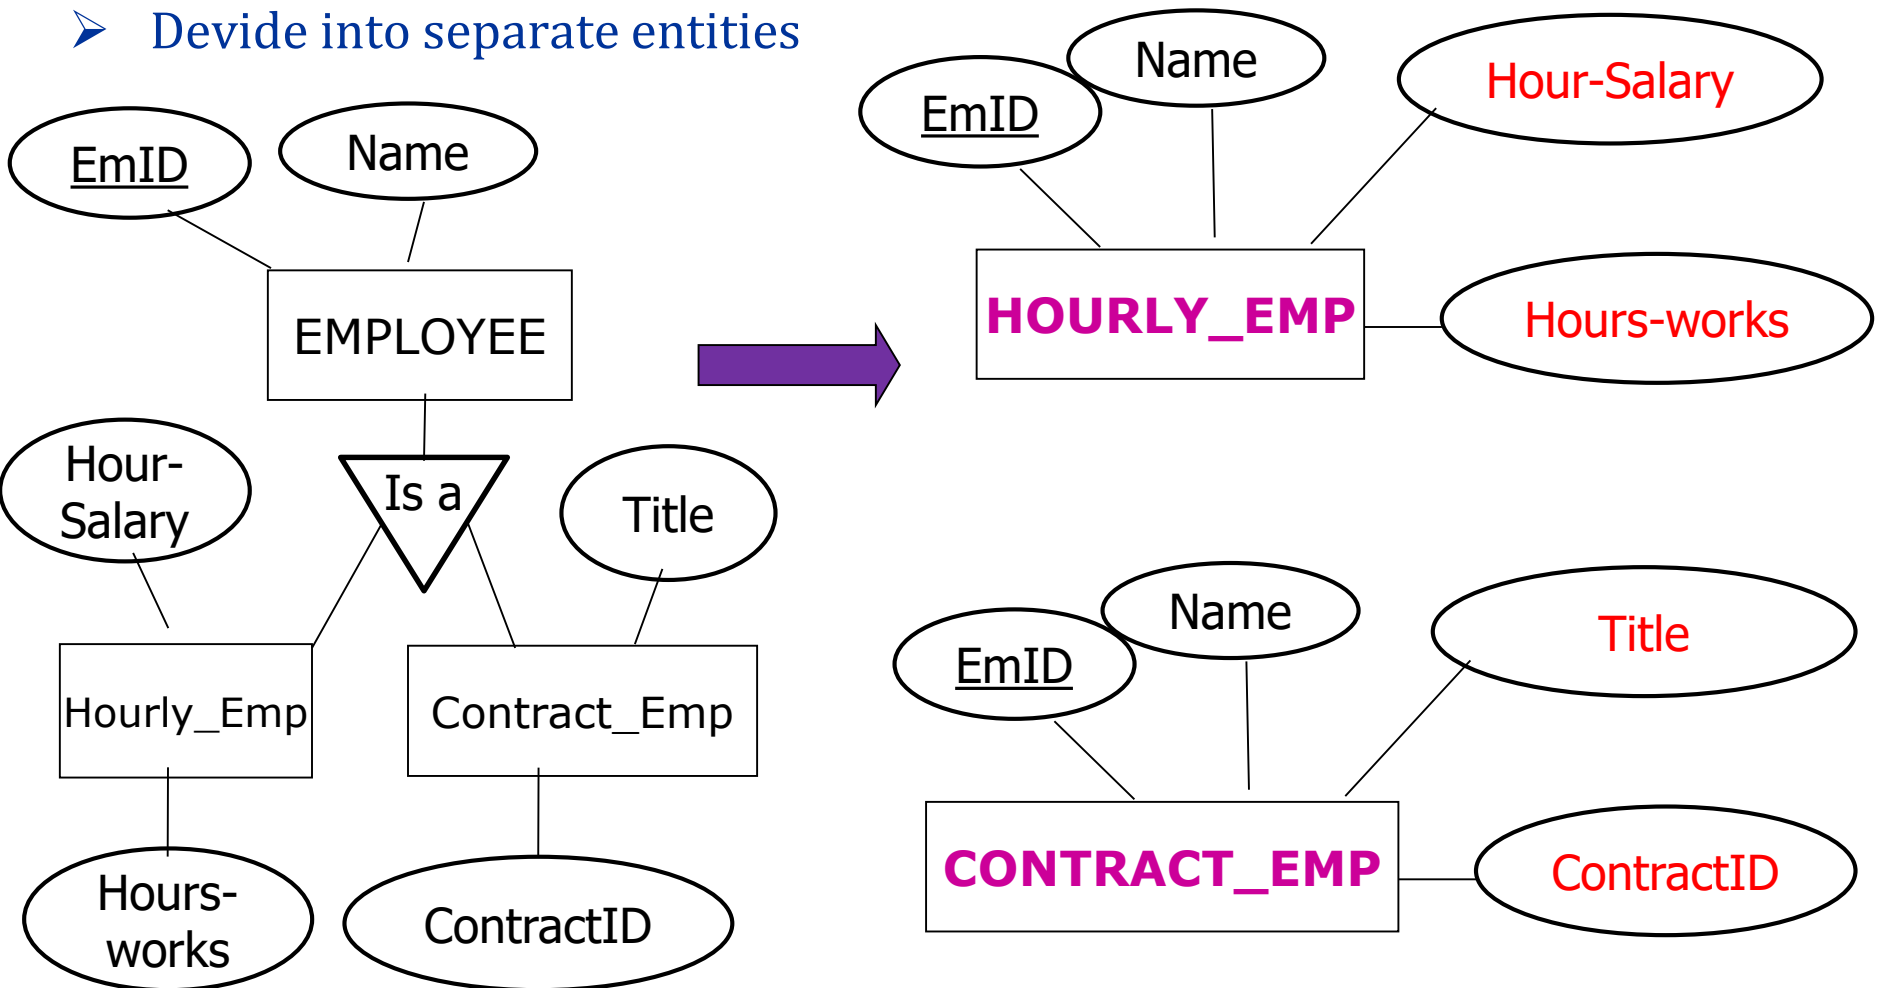 ➢ Devide into separate entities
EmID
Name
EMPLOYEE
Hour-
Salary
Is a
Title
Hourly_Emp
Contract_Emp
Hours-
works
ContractID
EmID
Name
Hour-Salary
HOURLY_EMP
Hours-works
EmID
Name
Title
CONTRACT_EMP
ContractID